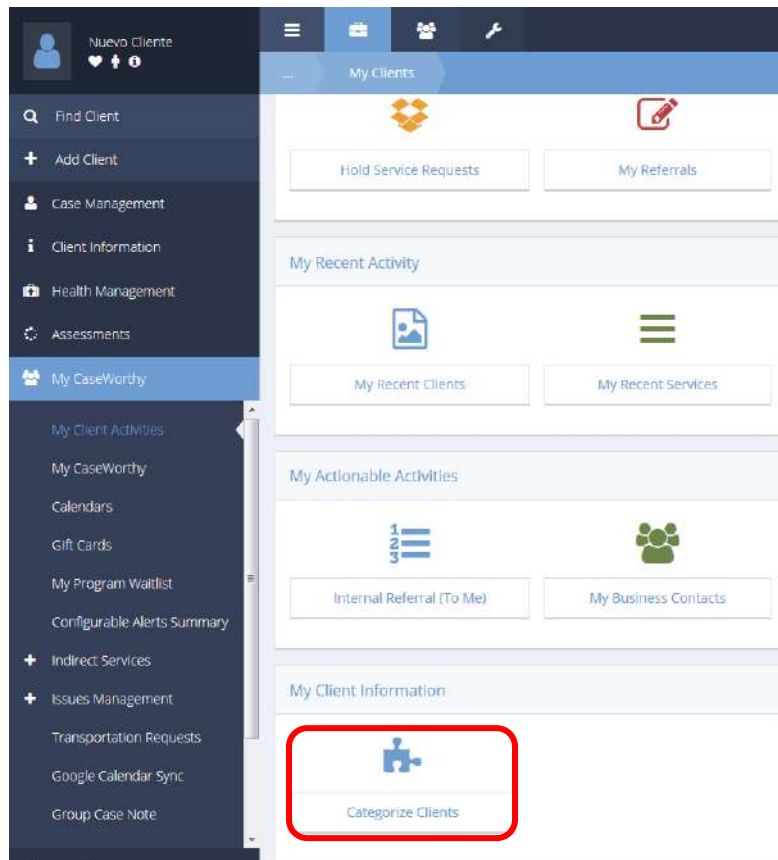 Nuevo Cliente
... My Clients
Find Client
Add Client
Case Management
Client Information
Health Management
Assessments
My CaseWorthy
My Client Activities
My CaseWorthy
Calendars
Gift Cards
My Program Waitlist
Configurable Alerts Summary
Indirect Services
Issues Management
Transportation Requests
Google Calendar Sync
Group Case Note
Hold Service Requests
My Referrals
My Recent Activity
My Recent Clients
My Recent Services
My Actionable Activities
1
2
3
Internal Referral (To Me)
My Business Contacts
My Client Information
Categorize Clients